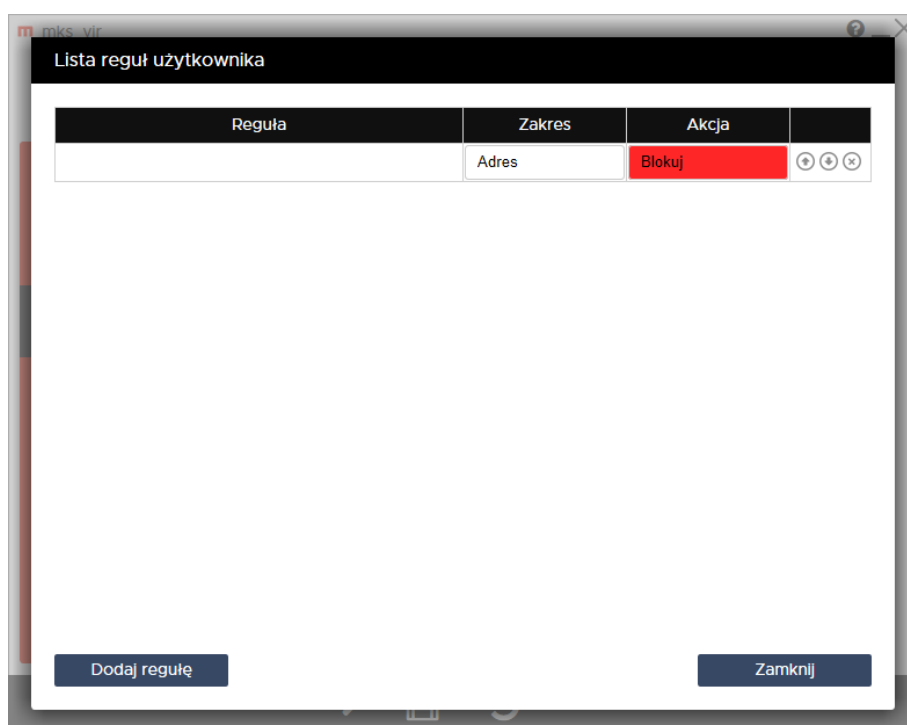 m mks_vir
Lista reguł użytkownika
Reguła Zakres Akcja
Adres Blokuj
Dodaj regułę Zamknij